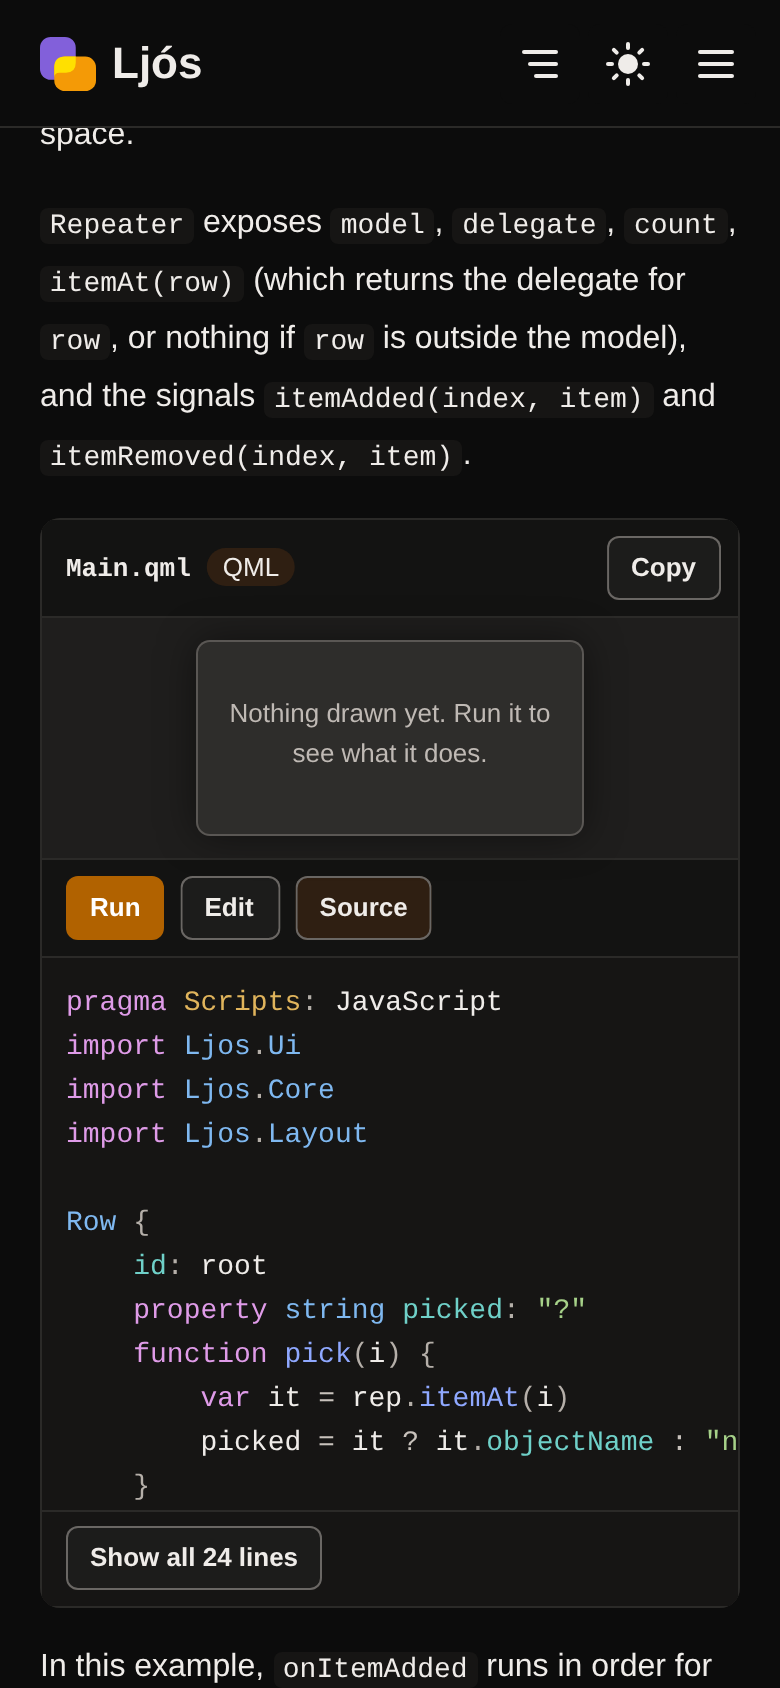 Ljós
space.
Repeater exposes model, delegate, count,
itemAt(row) (which returns the delegate for
row, or nothing if row is outside the model),
and the signals itemAdded(index, item) and
itemRemoved(index, item).
Main.qml QML Copy
Nothing drawn yet. Run it to
see what it does.
Run Edit Source
pragma Scripts: JavaScript
import Ljos.Ui
import Ljos.Core
import Ljos.Layout
Row {
    id: root
    property string picked: "?"
    function pick(i) {
        var it = rep.itemAt(i)
        picked = it ? it.objectName : "n
    }
Show all 24 lines
In this example, onItemAdded runs in order for